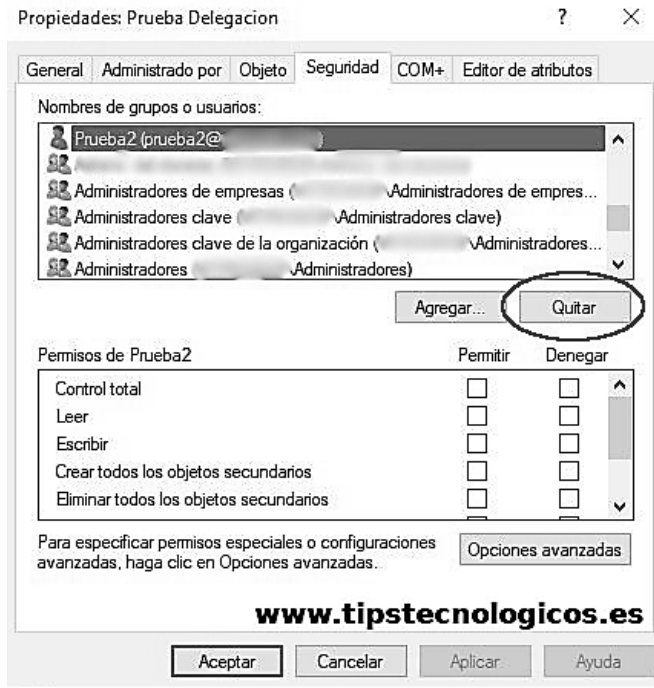 Propiedades: Prueba Delegacion ? ✕
General Administrado por Objeto Seguridad COM+ Editor de atributos
Nombres de grupos o usuarios:
Prueba2 (prueba2@ )
Administradores de empresas ( \Administradores de empres...
Administradores clave ( \Administradores clave)
Administradores clave de la organización ( \Administradores...
Administradores \Administradores)
Agregar... Quitar
Permisos de Prueba2 Permitir Denegar
Control total
Leer
Escribir
Crear todos los objetos secundarios
Eliminar todos los objetos secundarios
Para especificar permisos especiales o configuraciones
avanzadas, haga clic en Opciones avanzadas.
Opciones avanzadas
www.tipstecnologicos.es
Aceptar Cancelar Aplicar Ayuda